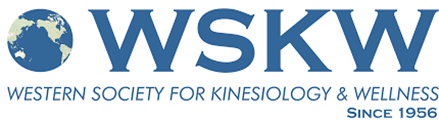 WSKW
WESTERN SOCIETY FOR KINESIOLOGY & WELLNESS
SINCE 1956